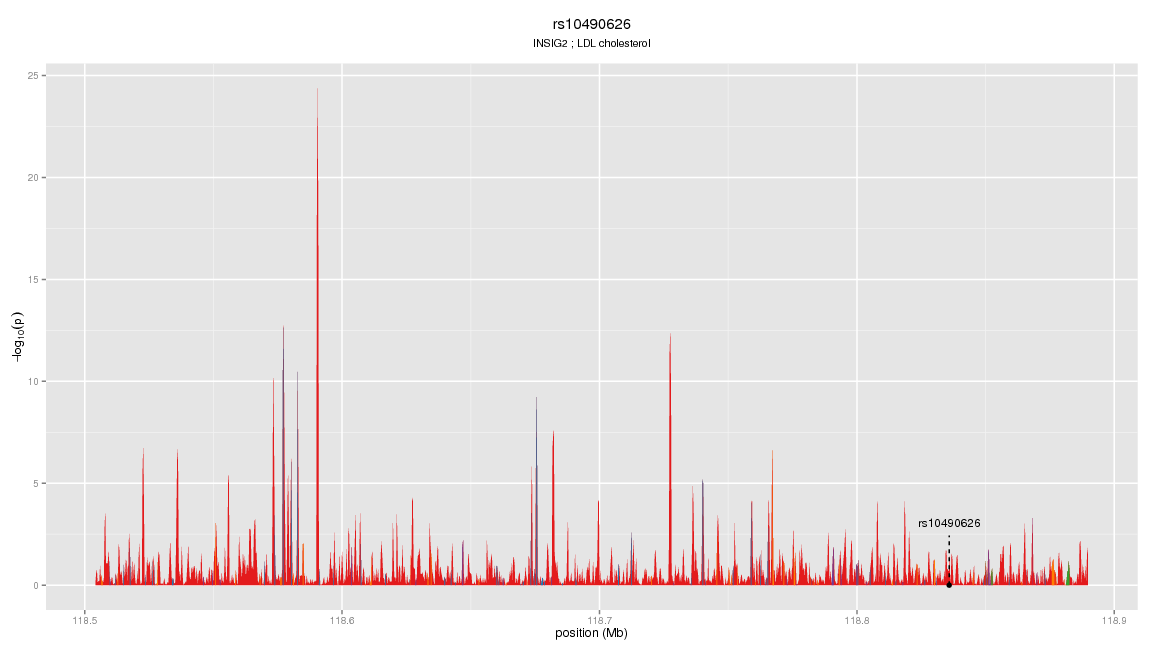 rs10490626
INSIG2 ; LDL cholesterol
25
20
15
10
5
0
−log10(p)
rs10490626
118.5
118.6
118.7
118.8
118.9
position (Mb)